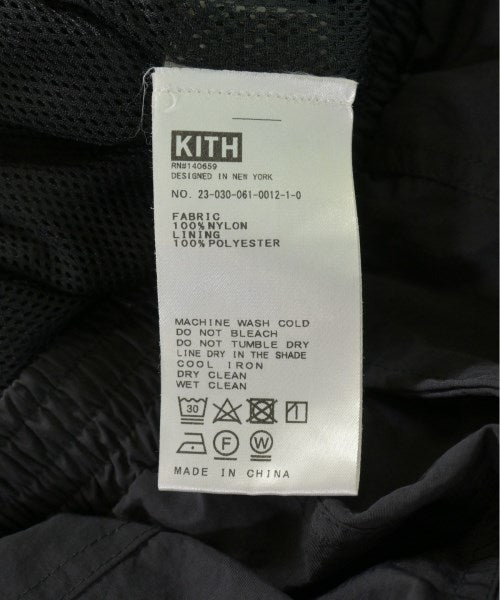 KITH
RN#140659
DESIGNED IN NEW YORK
NO. 23-030-061-0012-1-0
FABRIC
100%NYLON
LINING
100%POLYESTER
MACHINE WASH COLD
DO NOT BLEACH
DO NOT TUMBLE DRY
LINE DRY IN THE SHADE
COOL IRON
DRY CLEAN
WET CLEAN
30
F W
MADE IN CHINA